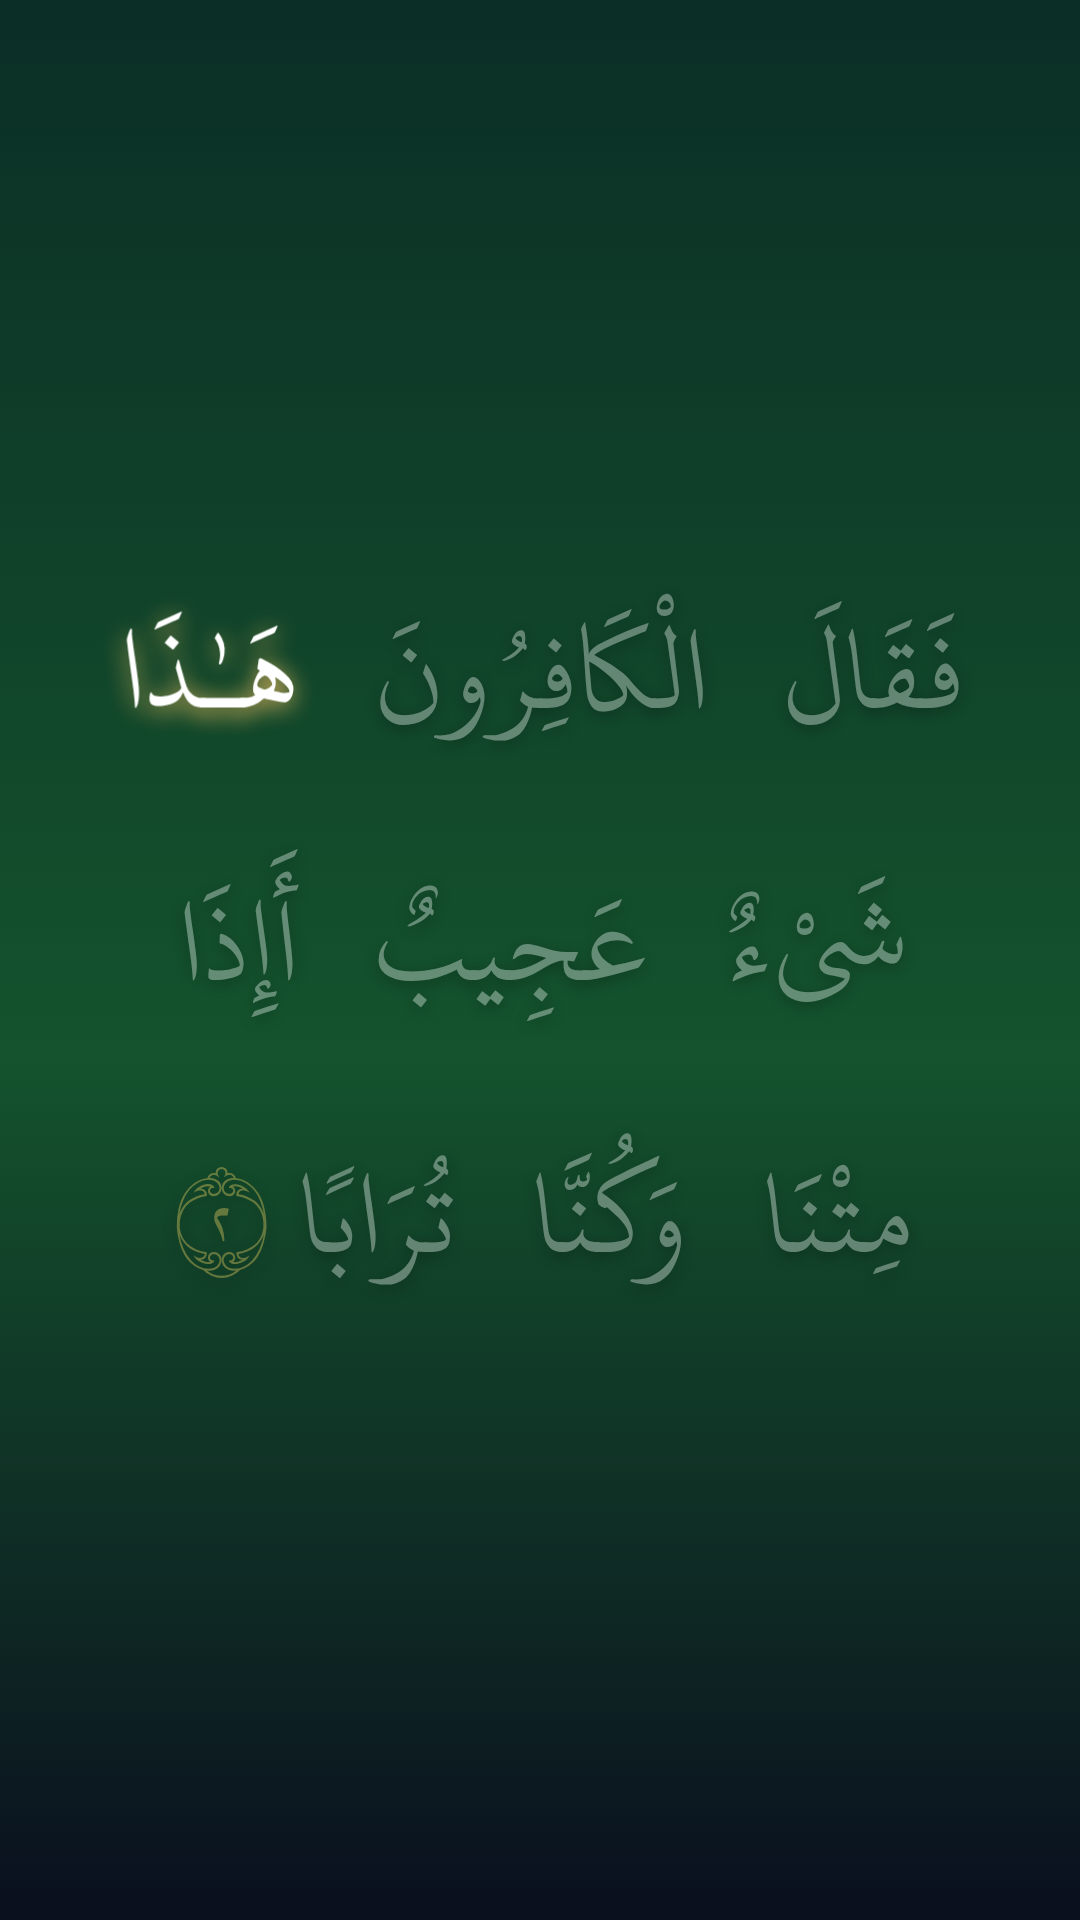 فَقَالَ الْكَافِرُونَ هَـٰذَا
شَىْءٌ عَجِيبٌ أَإِذَا
مِتْنَا وَكُنَّا تُرَابًا ٢